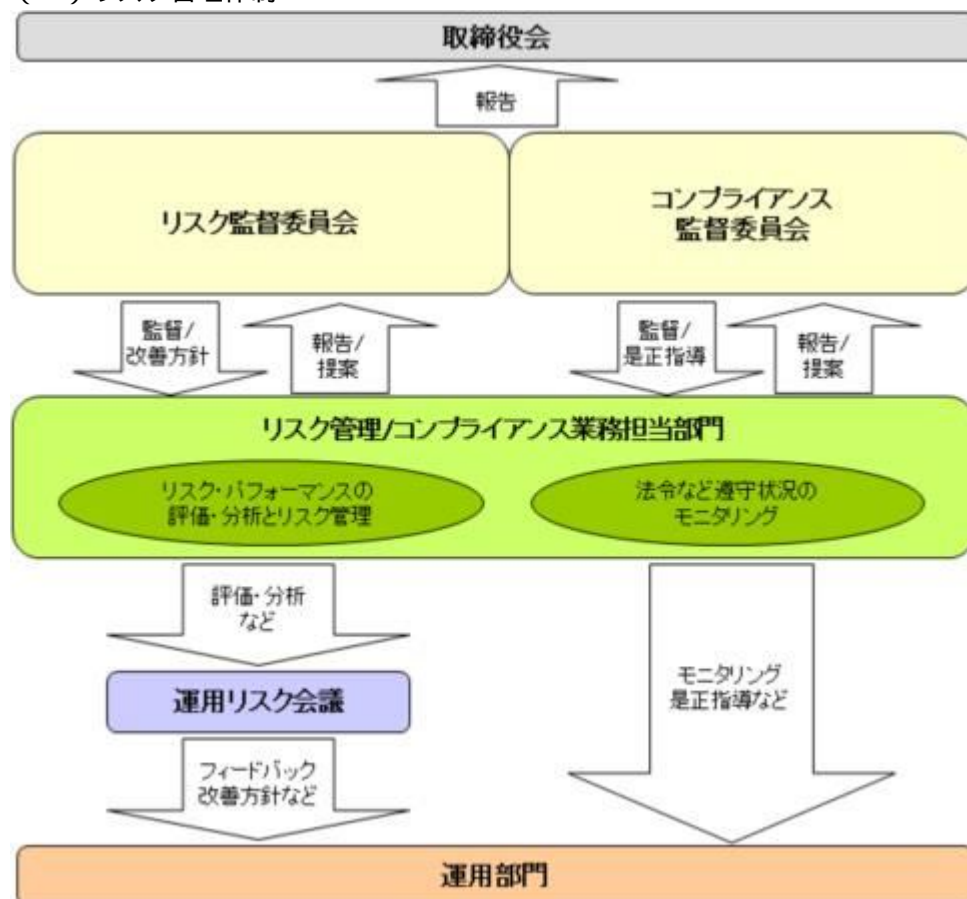 取締役会
報告
リスク監督委員会
コンプライアンス
監督委員会
監督/
改善方針
報告/
提案
監督/
是正指導
報告/
提案
リスク管理/コンプライアンス業務担当部門
リスク・パフォーマンスの
評価・分析とリスク管理
法令など遵守状況の
モニタリング
評価・分析
など
運用リスク会議
モニタリング
是正指導など
フィードバック
改善方針など
運用部門